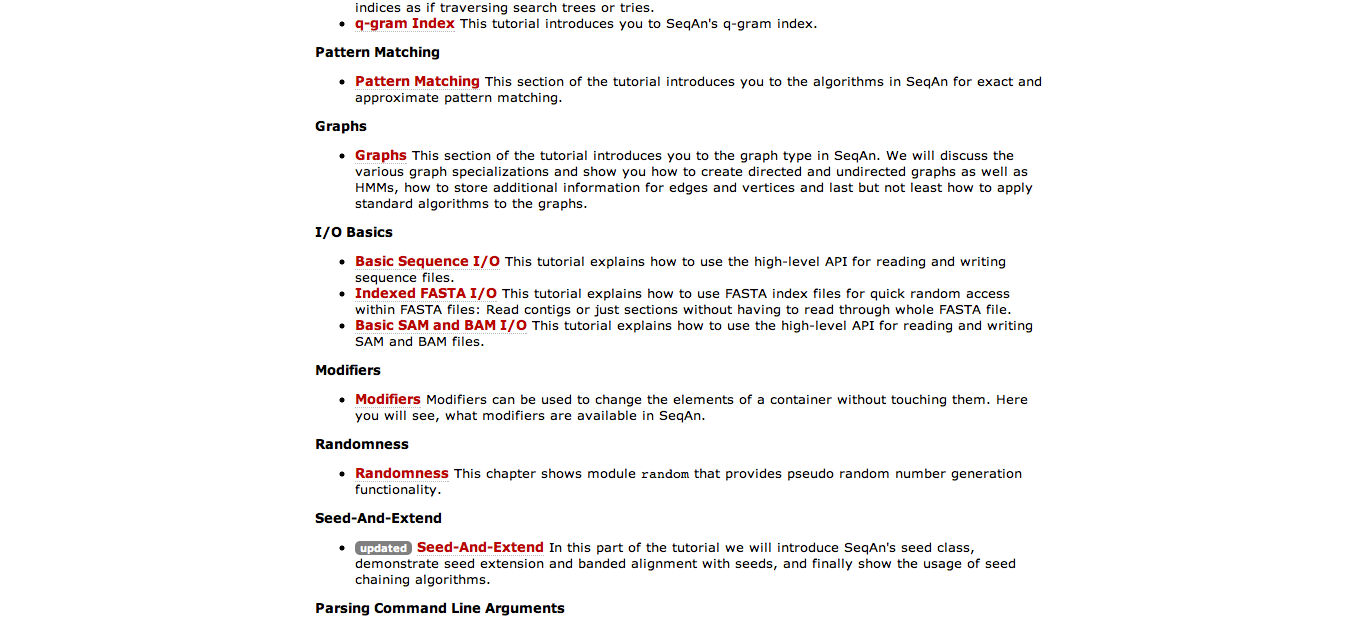 indices as if traversing search trees or tries.
q-gram Index This tutorial introduces you to SeqAn's q-gram index.
Pattern Matching
Pattern Matching This section of the tutorial introduces you to the algorithms in SeqAn for exact and
approximate pattern matching.
Graphs
Graphs This section of the tutorial introduces you to the graph type in SeqAn. We will discuss the
various graph specializations and show you how to create directed and undirected graphs as well as
HMMs, how to store additional information for edges and vertices and last but not least how to apply
standard algorithms to the graphs.
I/O Basics
Basic Sequence I/O This tutorial explains how to use the high-level API for reading and writing
sequence files.
Indexed FASTA I/O This tutorial explains how to use FASTA index files for quick random access
within FASTA files: Read contigs or just sections without having to read through whole FASTA file.
Basic SAM and BAM I/O This tutorial explains how to use the high-level API for reading and writing
SAM and BAM files.
Modifiers
Modifiers Modifiers can be used to change the elements of a container without touching them. Here
you will see, what modifiers are available in SeqAn.
Randomness
Randomness This chapter shows module random that provides pseudo random number generation
functionality.
Seed-And-Extend
updated Seed-And-Extend In this part of the tutorial we will introduce SeqAn's seed class,
demonstrate seed extension and banded alignment with seeds, and finally show the usage of seed
chaining algorithms.
Parsing Command Line Arguments